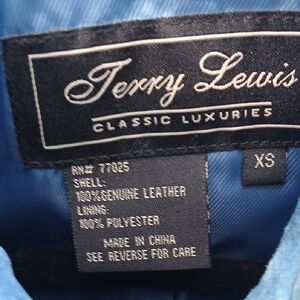 Terry Lewis
CLASSIC LUXURIES
XS
RN# 77025
SHELL:
100%GENUINE LEATHER
LINING:
100% POLYESTER
MADE IN CHINA
SEE REVERSE FOR CARE